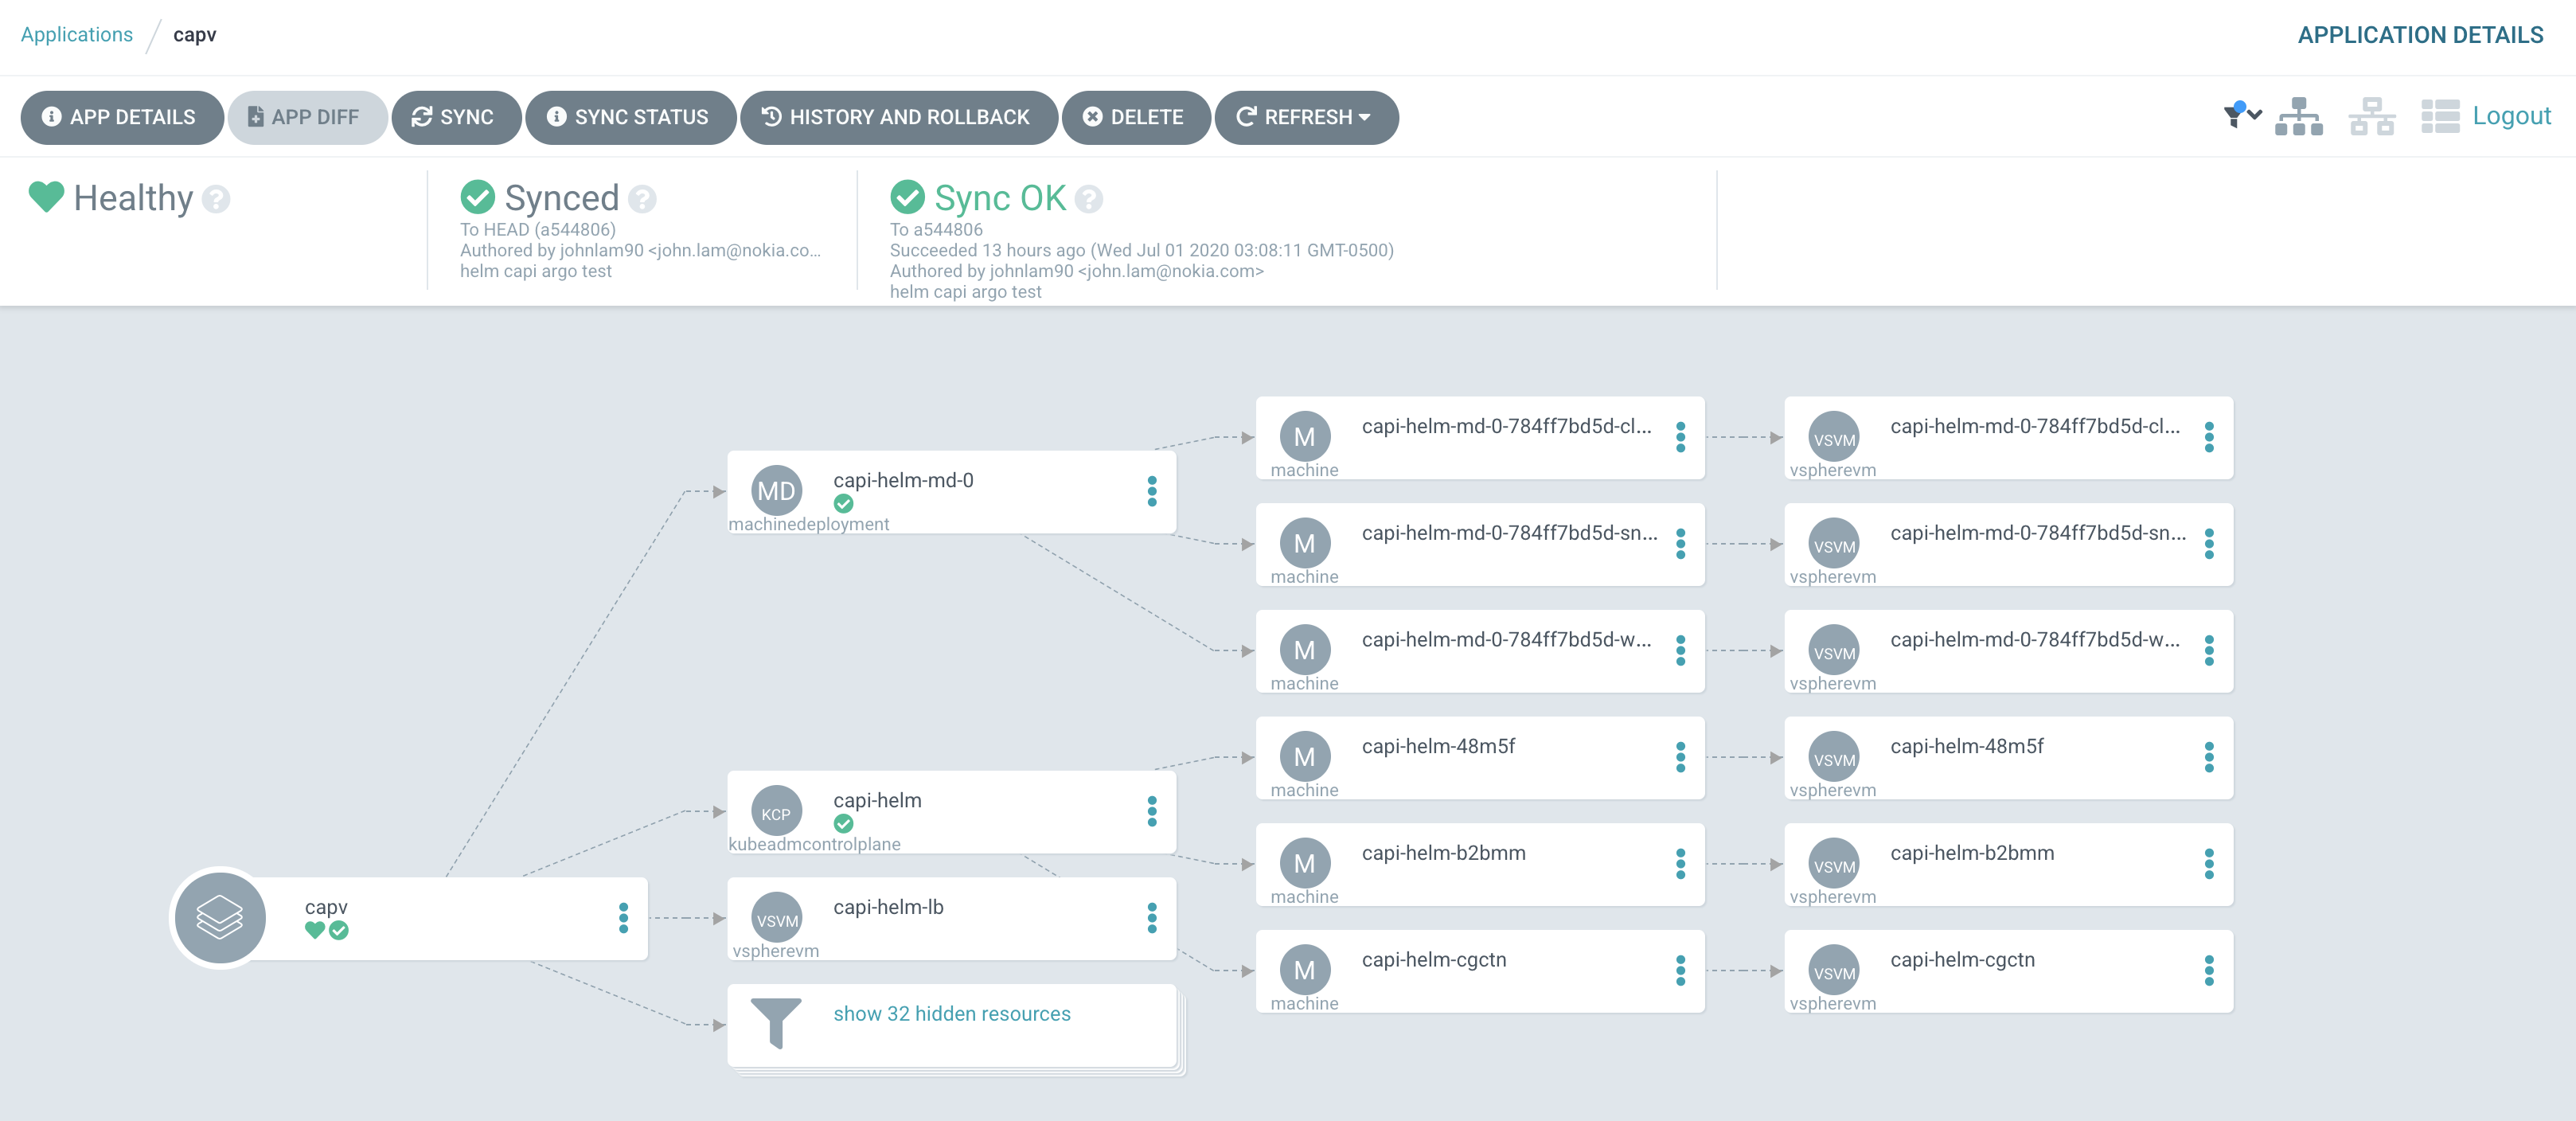 Applications / capv
APPLICATION DETAILS
APP DETAILS
APP DIFF
SYNC
SYNC STATUS
HISTORY AND ROLLBACK
DELETE
REFRESH
Logout
Healthy ?
Synced ?
To HEAD (a544806)
Authored by johnlam90 <john.lam@nokia.co...
helm capi argo test
Sync OK ?
To a544806
Succeeded 13 hours ago (Wed Jul 01 2020 03:08:11 GMT-0500)
Authored by johnlam90 <john.lam@nokia.com>
helm capi argo test
capv
MD
capi-helm-md-0
machinedeployment
KCP
capi-helm
kubeadmcontrolplane
VSVM
capi-helm-lb
vspherevm
show 32 hidden resources
M
capi-helm-md-0-784ff7bd5d-cl...
machine
M
capi-helm-md-0-784ff7bd5d-sn...
machine
M
capi-helm-md-0-784ff7bd5d-w...
machine
M
capi-helm-48m5f
machine
M
capi-helm-b2bmm
machine
M
capi-helm-cgctn
machine
VSVM
capi-helm-md-0-784ff7bd5d-cl...
vspherevm
VSVM
capi-helm-md-0-784ff7bd5d-sn...
vspherevm
VSVM
capi-helm-md-0-784ff7bd5d-w...
vspherevm
VSVM
capi-helm-48m5f
vspherevm
VSVM
capi-helm-b2bmm
vspherevm
VSVM
capi-helm-cgctn
vspherevm